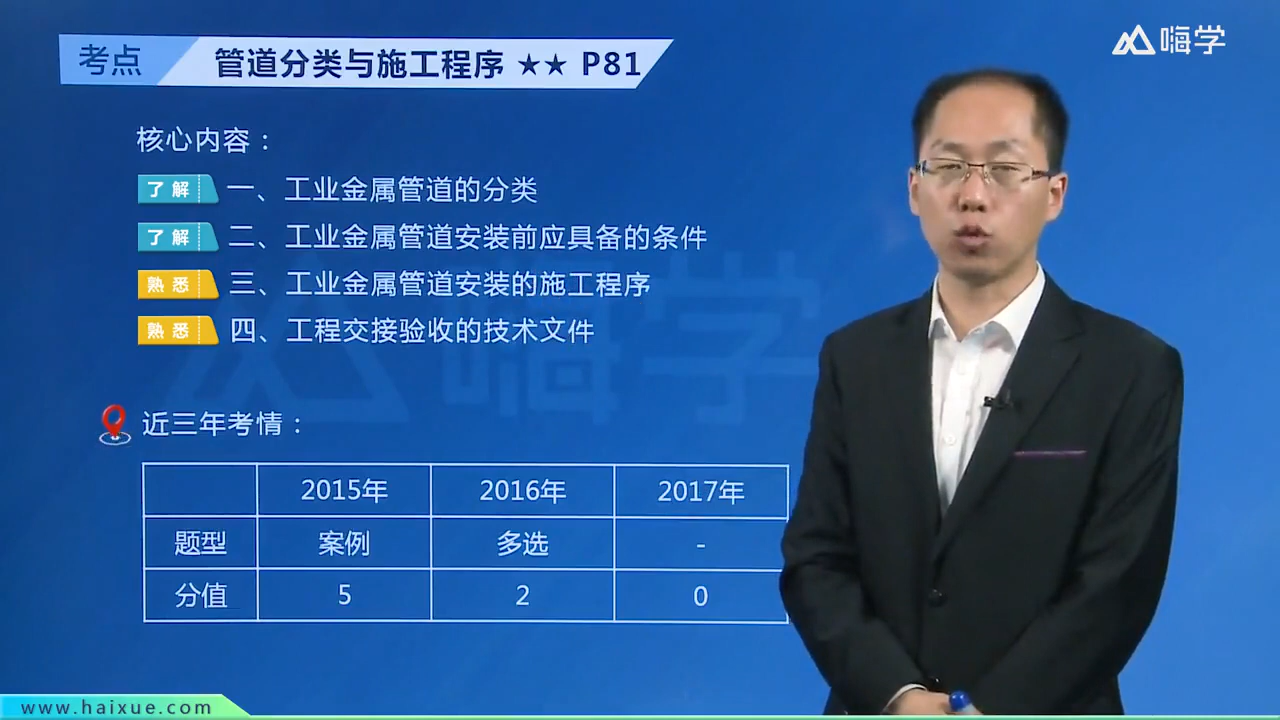 考点 管道分类与施工程序 ★★ P81
嗨学
核心内容：
了解 一、工业金属管道的分类
了解 二、工业金属管道安装前应具备的条件
熟悉 三、工业金属管道安装的施工程序
熟悉 四、工程交接验收的技术文件
嗨学
近三年考情：
2015年 2016年 2017年
题型 案例 多选 -
分值 5 2 0
www.haixue.com